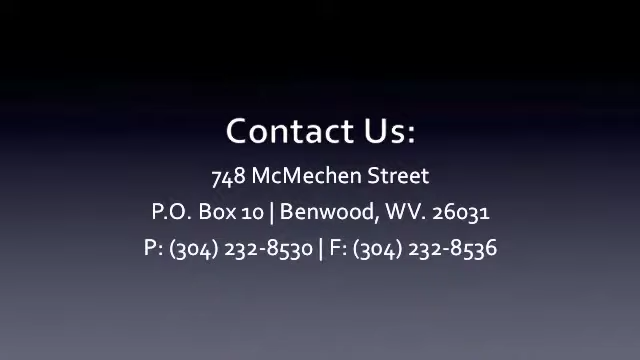 Contact Us:
748 McMechen Street
P.O. Box 10 | Benwood, WV. 26031
P: (304) 232-8530 | F: (304) 232-8536